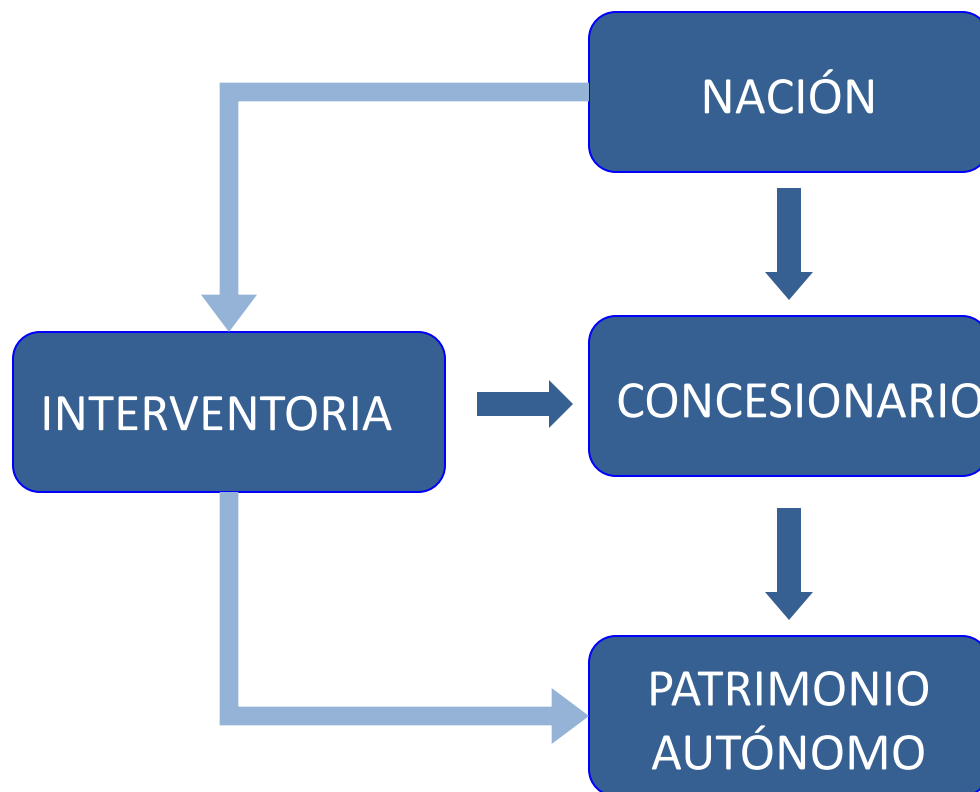 NACIÓN
INTERVENTORIA
CONCESIONARIO
PATRIMONIO
AUTÓNOMO